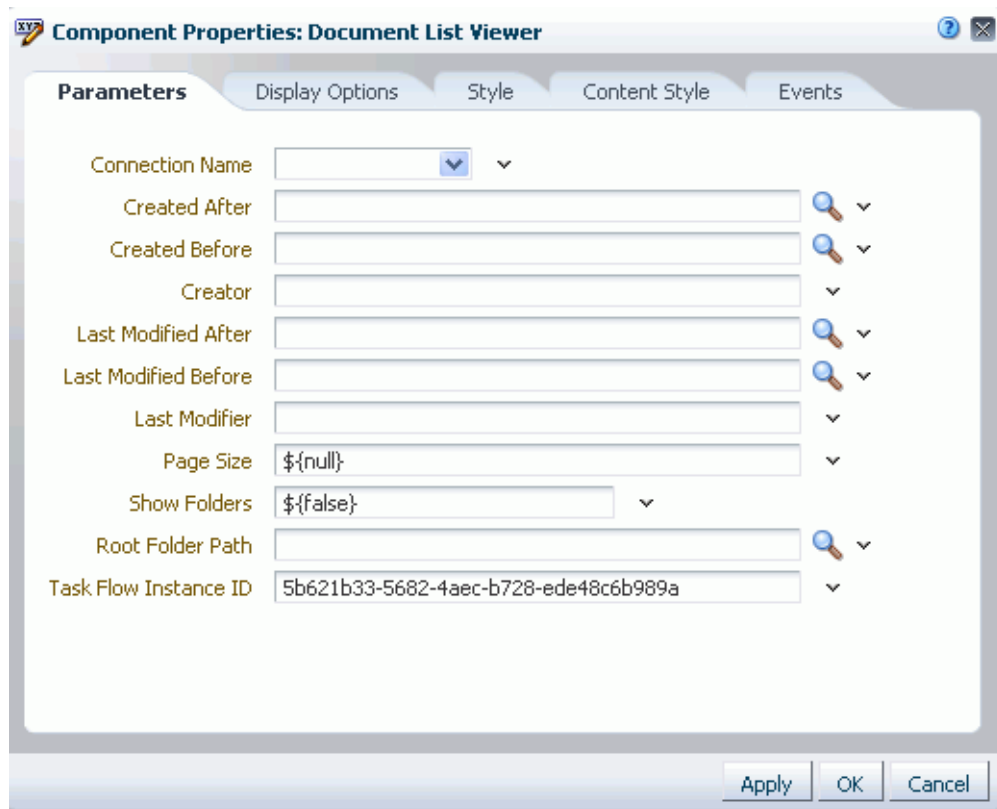 Component Properties: Document List Viewer
Parameters Display Options Style Content Style Events
Connection Name
Created After
Created Before
Creator
Last Modified After
Last Modified Before
Last Modifier
Page Size ${null}
Show Folders ${false}
Root Folder Path
Task Flow Instance ID 5b621b33-5682-4aec-b728-ede48c6b989a
Apply OK Cancel